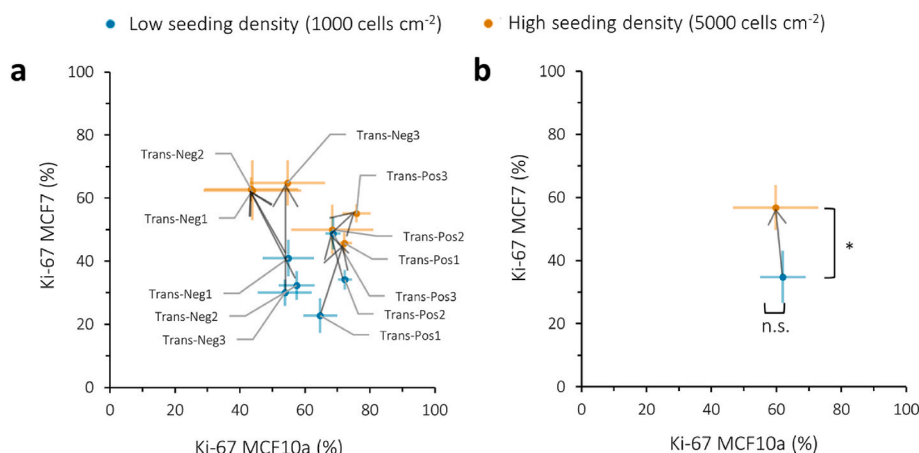 Low seeding density (1000 cells cm-2)
High seeding density (5000 cells cm-2)
a
100
80
60
40
20
0
Ki-67 MCF7 (%)
Trans-Neg3
Trans-Neg2
Trans-Pos3
Trans-Neg1
Trans-Pos2
Trans-Pos1
Trans-Neg1
Trans-Pos3
Trans-Neg2
Trans-Pos2
Trans-Neg3
Trans-Pos1
0 20 40 60 80 100
Ki-67 MCF10a (%)
b
100
80
60
40
20
0
Ki-67 MCF7 (%)
*
n.s.
0 20 40 60 80 100
Ki-67 MCF10a (%)